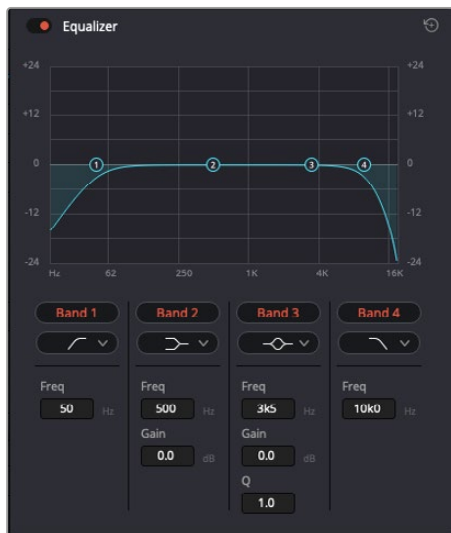 Equalizer
+24 +24
+12 +12
0 0
1 2 3 4
-12 -12
-24 -24
Hz 62 250 1K 4K 16K
Band 1 Band 2 Band 3 Band 4
Freq Freq Freq Freq
50 Hz 500 Hz 3k5 Hz 10k0 Hz
Gain Gain
0.0 dB 0.0 dB
Q
1.0